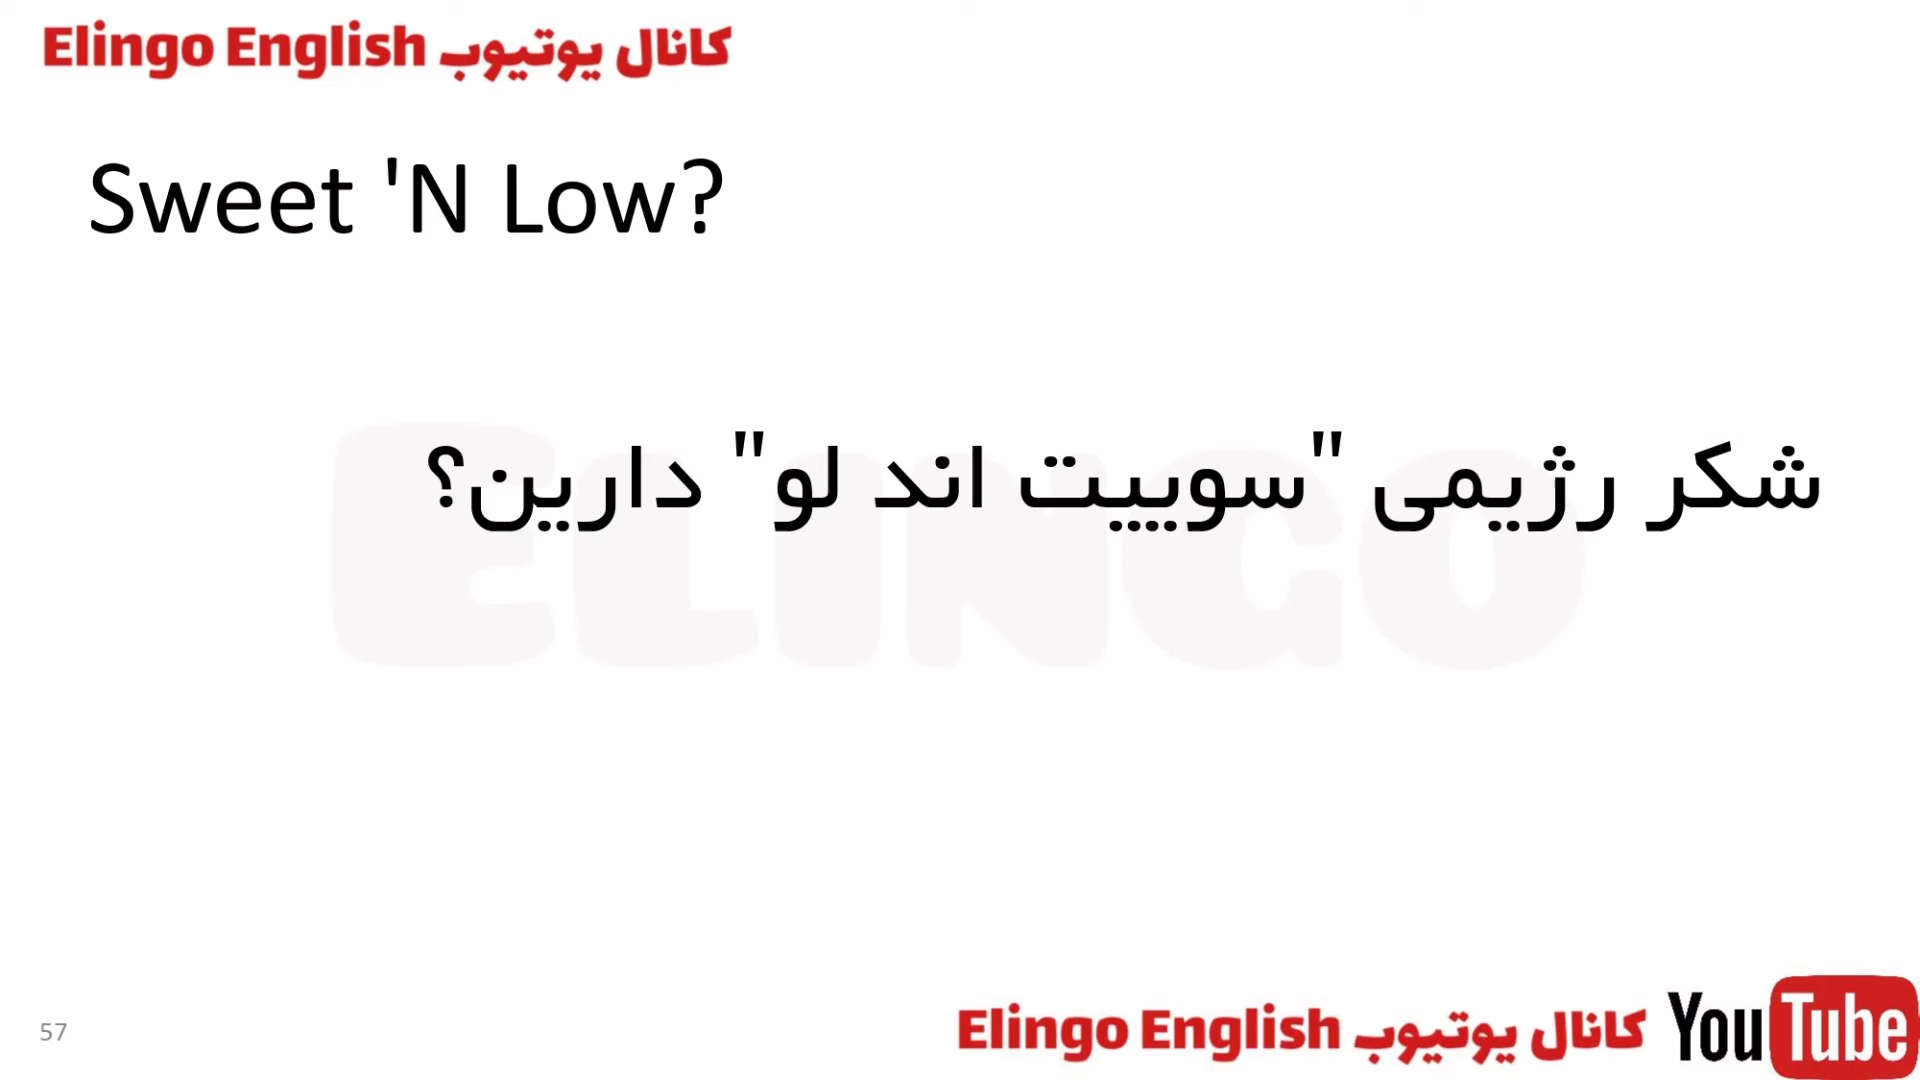 کانال یوتیوب Elingo English
Sweet 'N Low?
شکر رژیمی "سوییت اند لو" دارین؟
ELINGO
57
کانال یوتیوب Elingo English
YouTube